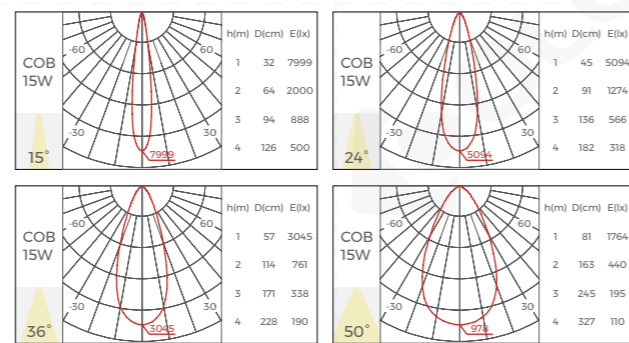 h(m) D(cm) E(lx)
COB
15W
-60
60
1 32 7999
2 64 2000
3 94 888
4 126 500
-30
30
7999
15°
h(m) D(cm) E(lx)
COB
15W
-60
60
1 45 5094
2 91 1274
3 136 566
4 182 318
-30
30
5094
24°
h(m) D(cm) E(lx)
COB
15W
-60
60
1 57 3045
2 114 761
3 171 338
4 228 190
-30
30
3045
36°
h(m) D(cm) E(lx)
COB
15W
-60
60
1 81 1764
2 163 440
3 245 195
4 327 110
-30
30
978
50°